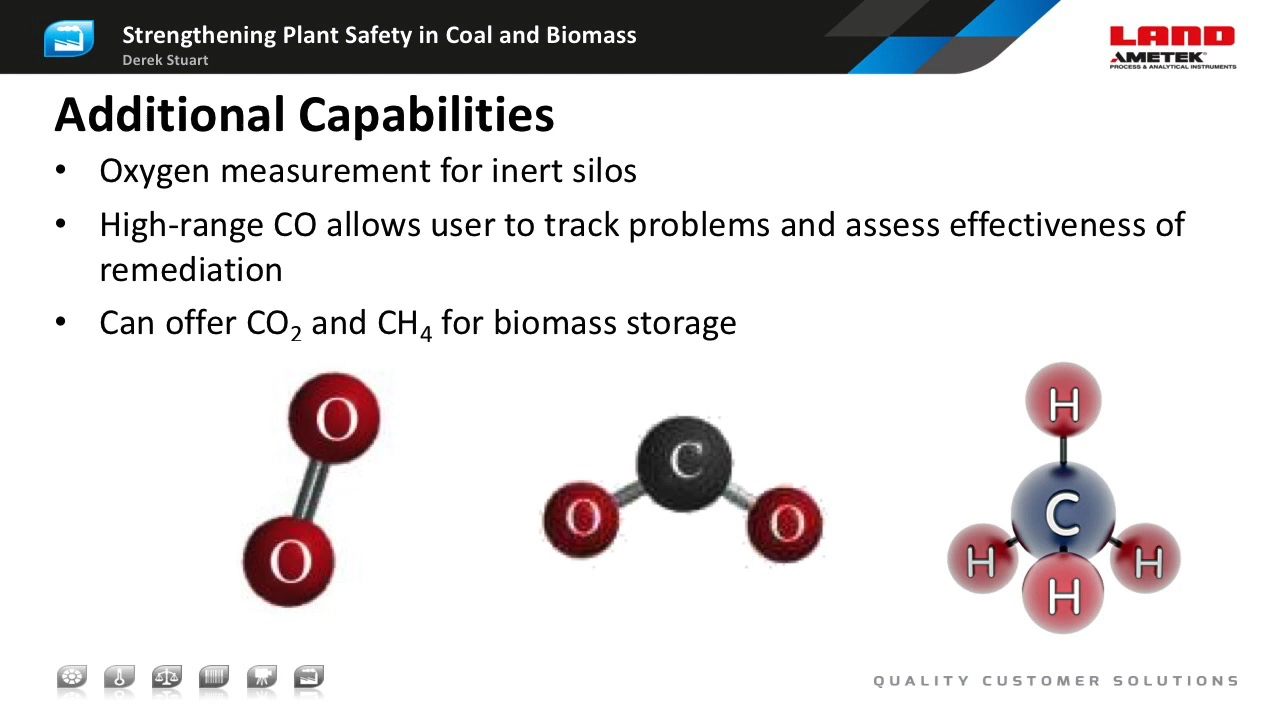 Strengthening Plant Safety in Coal and Biomass
Derek Stuart
LAND
AMETEK
PROCESS & ANALYTICAL INSTRUMENTS
Additional Capabilities
• Oxygen measurement for inert silos
• High-range CO allows user to track problems and assess effectiveness of
remediation
• Can offer CO₂ and CH₄ for biomass storage
O
O
C
O
O
H
C
H
H
H
QUALITY CUSTOMER SOLUTIONS